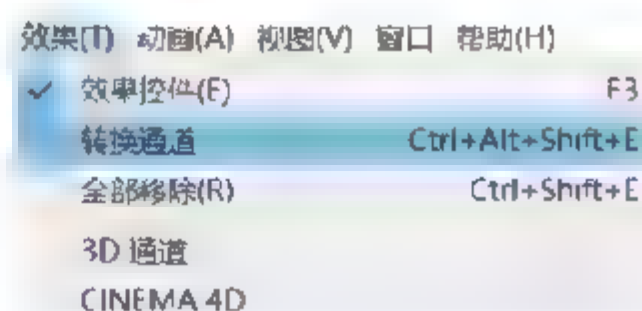 效果(T) 动画(A) 视图(V) 窗口 帮助(H)
✓ 效果控件(E) F3
转换通道 Ctrl+Alt+Shift+E
全部移除(R) Ctrl+Shift+E
3D 通道
CINEMA 4D